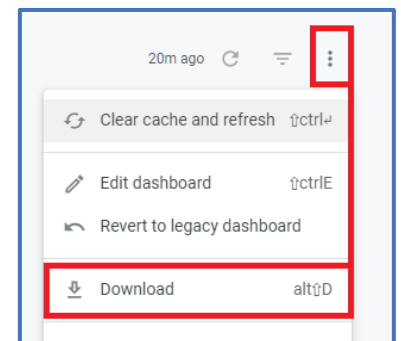 20m ago
Clear cache and refresh ⇧ctrl↵
Edit dashboard ⇧ctrlE
Revert to legacy dashboard
Download alt⇧D